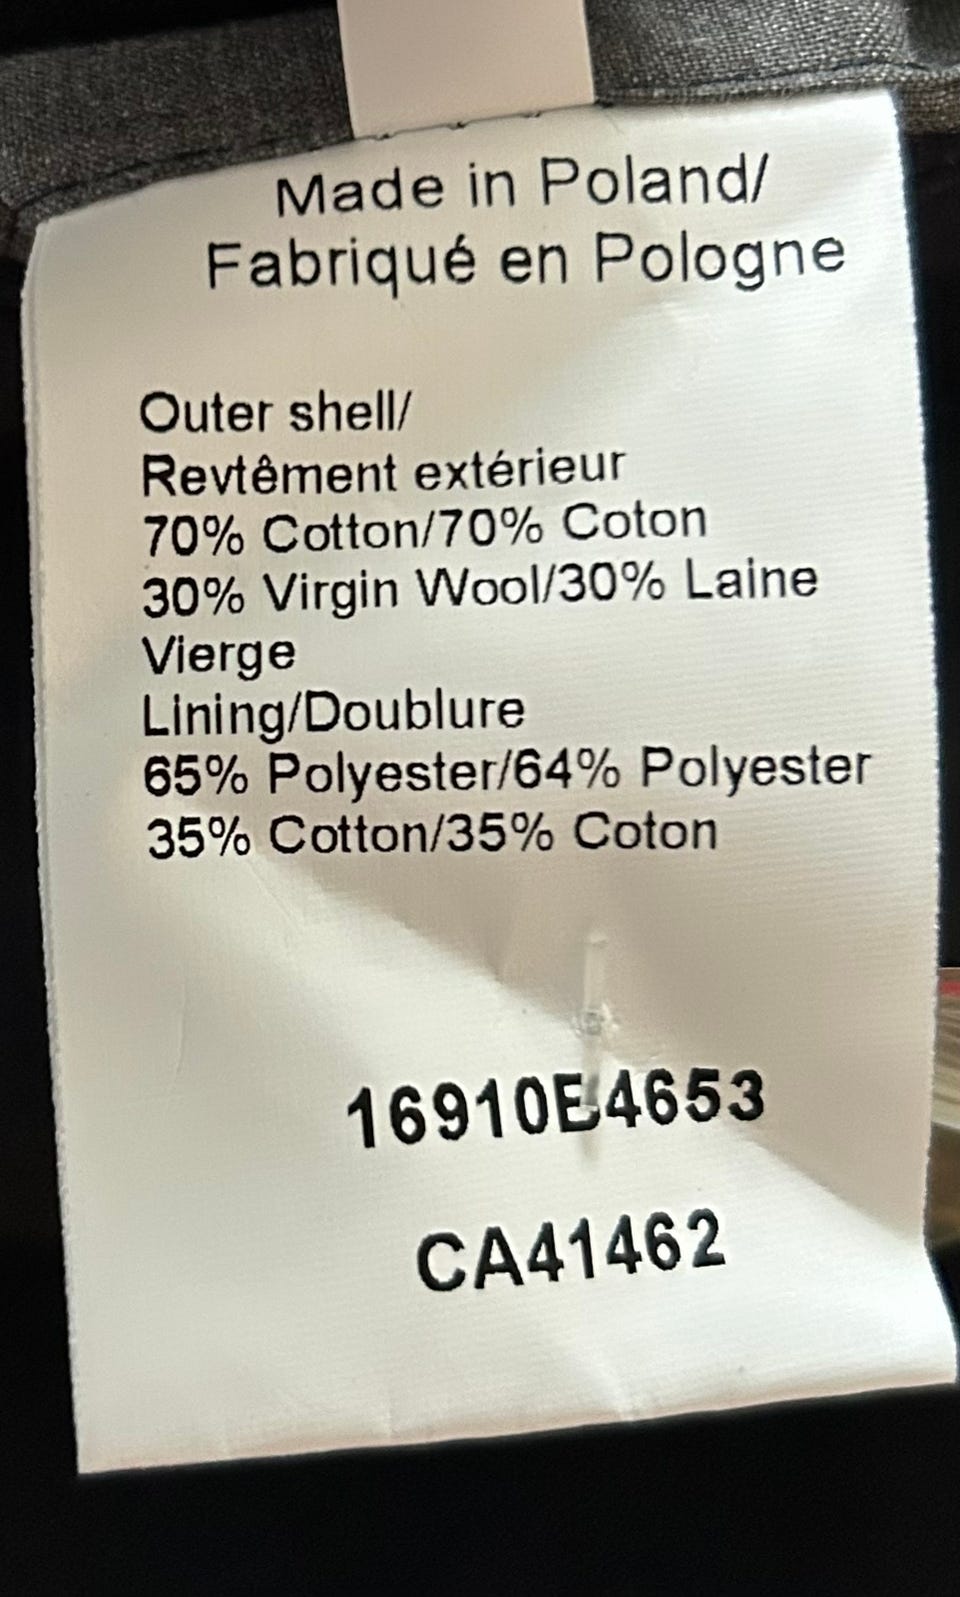 Made in Poland/
Fabriqué en Pologne
Outer shell/
Revtêment extérieur
70% Cotton/70% Coton
30% Virgin Wool/30% Laine
Vierge
Lining/Doublure
65% Polyester/64% Polyester
35% Cotton/35% Coton
16910E4653
CA41462